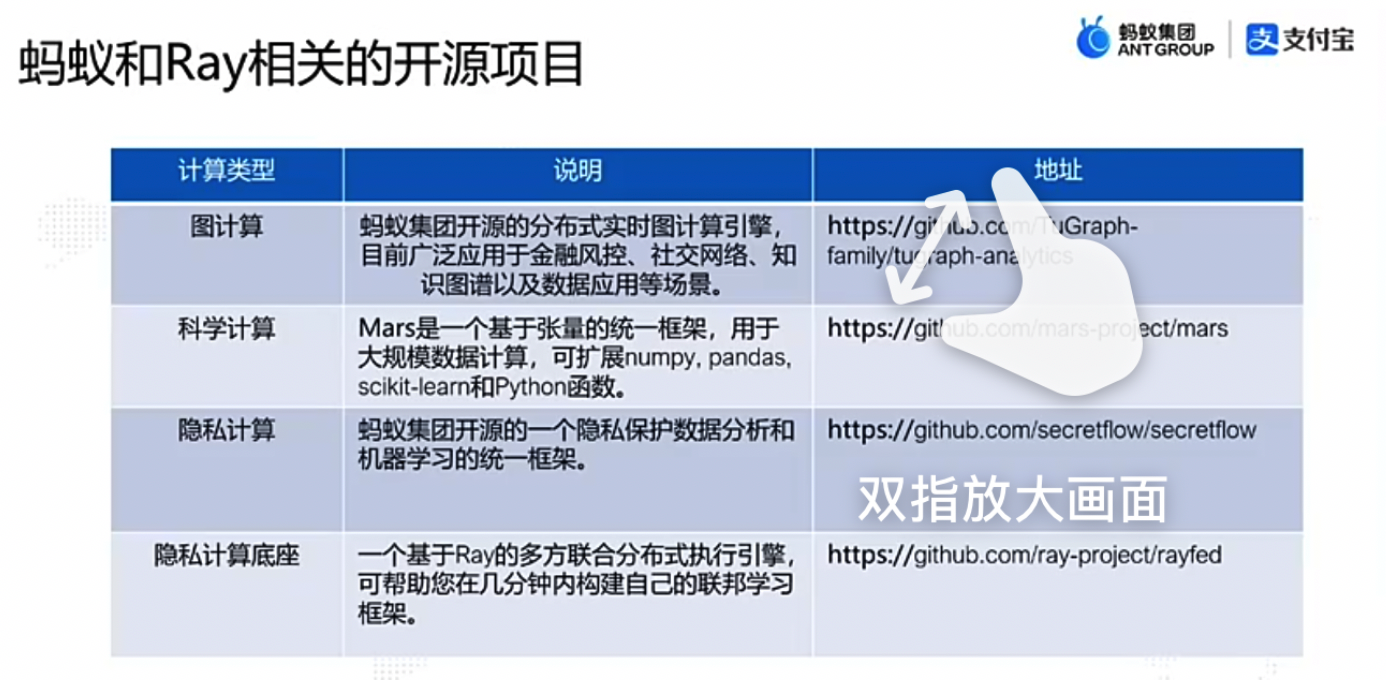 蚂蚁和Ray相关的开源项目
蚂蚁集团
ANT GROUP
支付宝
计算类型
说明
地址
图计算
蚂蚁集团开源的分布式实时图计算引擎，
目前广泛应用于金融风控、社交网络、知
识图谱以及数据应用等场景。
https://github.com/TuGraph-
family/tugraph-analytics
科学计算
Mars是一个基于张量的统一框架，用于
大规模数据计算，可扩展numpy, pandas,
scikit-learn和Python函数。
https://github.com/mars-project/mars
隐私计算
蚂蚁集团开源的一个隐私保护数据分析和
机器学习的统一框架。
https://github.com/secretflow/secretflow
双指放大画面
隐私计算底座
一个基于Ray的多方联合分布式执行引擎，
可帮助您在几分钟内构建自己的联邦学习
框架。
https://github.com/ray-project/rayfed